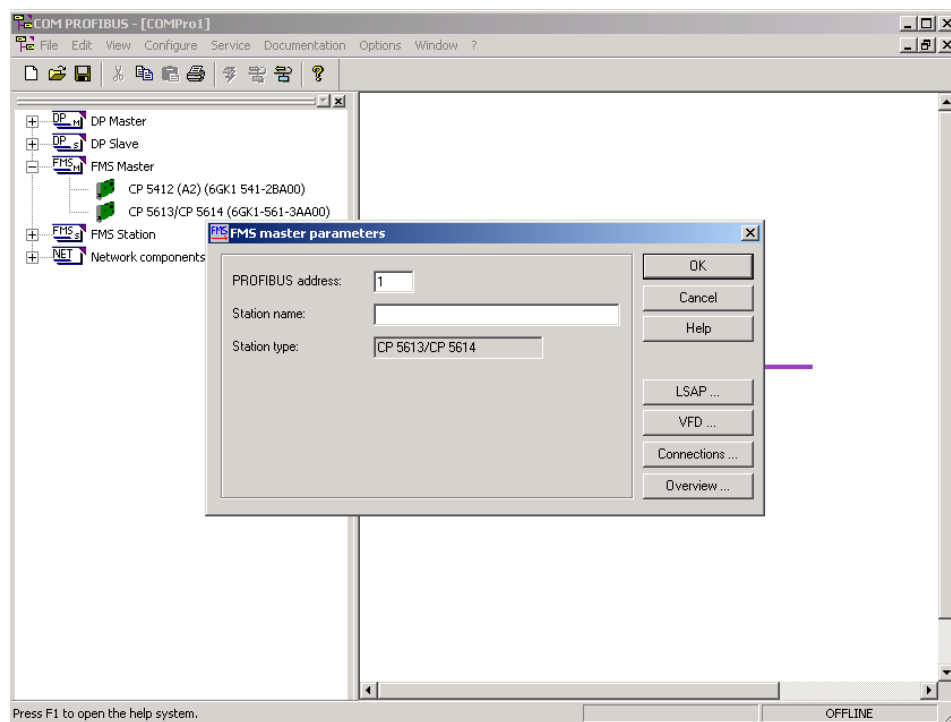 COM PROFIBUS - [COMPro1]
File Edit View Configure Service Documentation Options Window ?
DP M DP Master
DP s DP Slave
FMS M FMS Master
CP 5412 (A2) (6GK1 541-2BA00)
CP 5613/CP 5614 (6GK1-561-3AA00)
FMS s FMS Station
NET Network components
FMS FMS master parameters
PROFIBUS address: 1
Station name:
Station type: CP 5613/CP 5614
OK
Cancel
Help
LSAP ...
VFD ...
Connections ...
Overview ...
Press F1 to open the help system.
OFFLINE